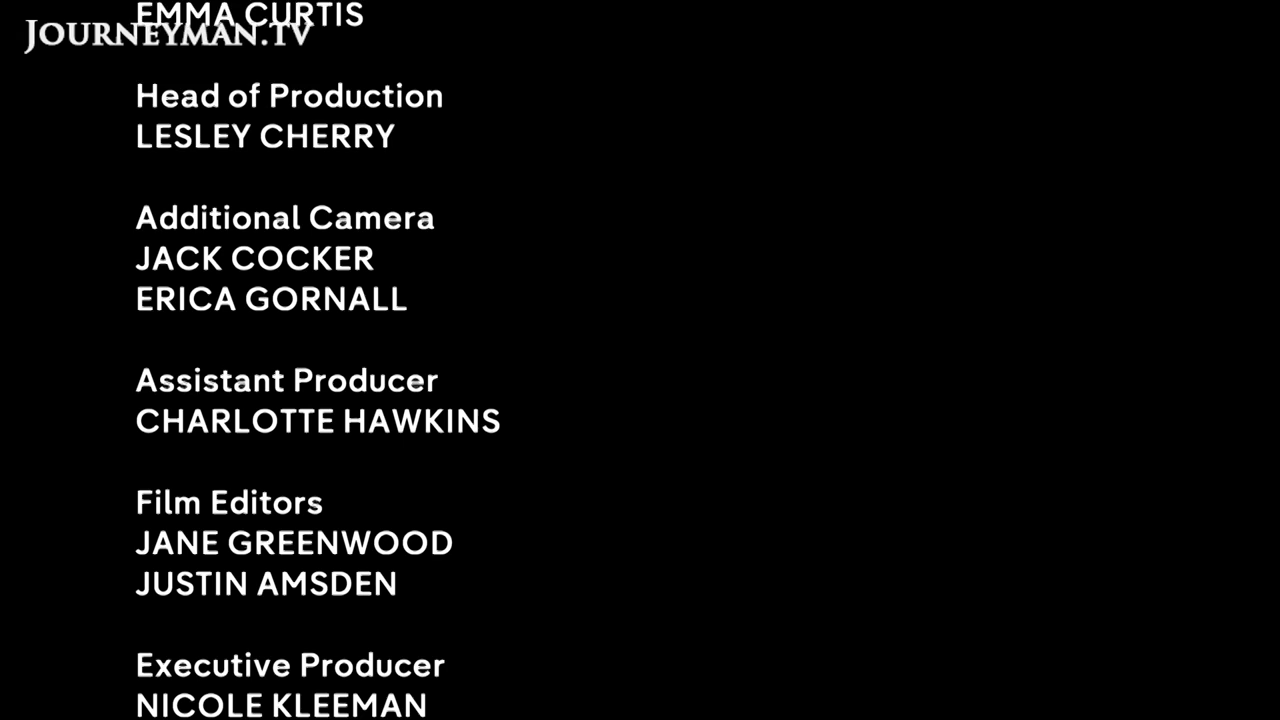 EMMA CURTIS
JOURNEYMAN.TV
Head of Production
LESLEY CHERRY
Additional Camera
JACK COCKER
ERICA GORNALL
Assistant Producer
CHARLOTTE HAWKINS
Film Editors
JANE GREENWOOD
JUSTIN AMSDEN
Executive Producer
NICOLE KLEEMAN